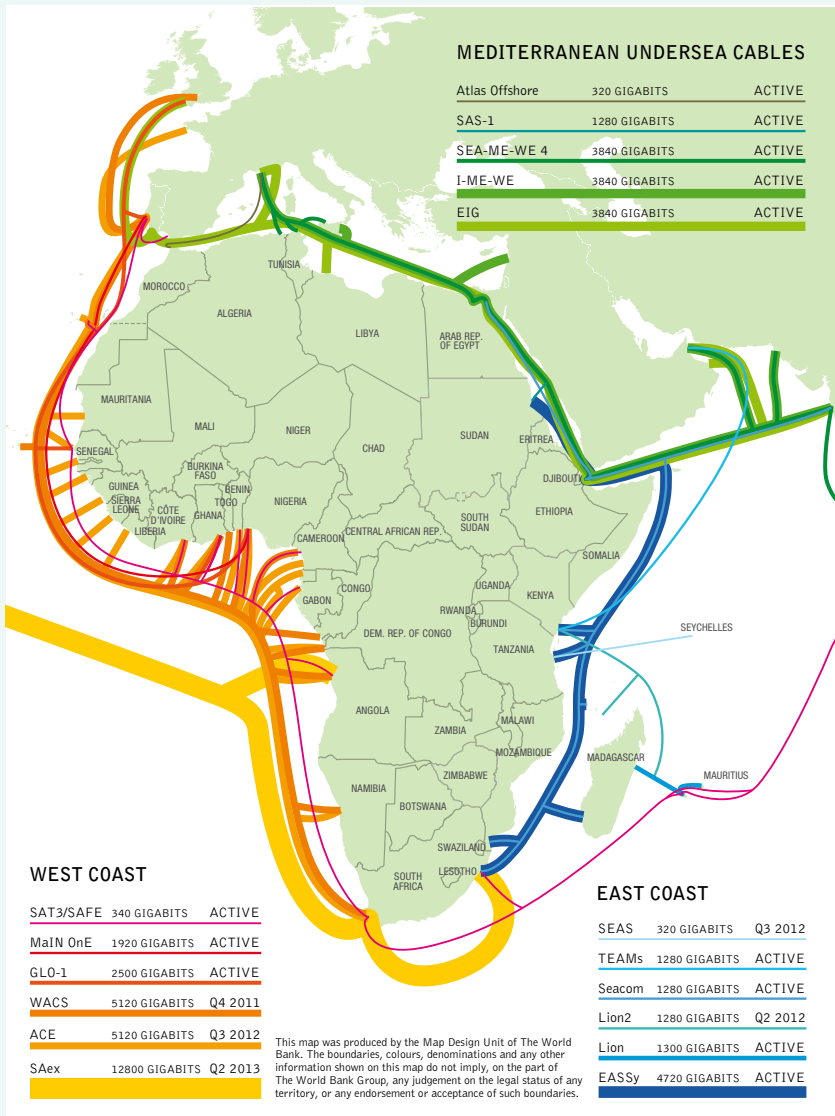 MEDITERRANEAN UNDERSEA CABLES
Atlas Offshore 320 GIGABITS ACTIVE
SAS-1 1280 GIGABITS ACTIVE
SEA-ME-WE 4 3840 GIGABITS ACTIVE
I-ME-WE 3840 GIGABITS ACTIVE
EIG 3840 GIGABITS ACTIVE
TUNISIA
MOROCCO
ALGERIA
LIBYA
ARAB REP.
OF EGYPT
MAURITANIA
MALI
NIGER
CHAD
SUDAN
ERITREA
SENEGAL
BURKINA
FASO
DJIBOUTI
GUINEA
BENIN
SIERRA
LEONE
CÔTE
D'IVOIRE
TOGO
GHANA
NIGERIA
LIBERIA
ETHIOPIA
SOUTH
SUDAN
CAMEROON
CENTRAL AFRICAN REP.
SOMALIA
UGANDA
KENYA
CONGO
GABON
RWANDA
BURUNDI
DEM. REP. OF CONGO
SEYCHELLES
TANZANIA
ANGOLA
MALAWI
ZAMBIA
MOZAMBIQUE
MADAGASCAR
ZIMBABWE
MAURITIUS
NAMIBIA
BOTSWANA
SWAZILAND
LESOTHO
SOUTH
AFRICA
WEST COAST
SAT3/SAFE 340 GIGABITS ACTIVE
MaIN OnE 1920 GIGABITS ACTIVE
GLO-1 2500 GIGABITS ACTIVE
WACS 5120 GIGABITS Q4 2011
ACE 5120 GIGABITS Q3 2012
SAex 12800 GIGABITS Q2 2013
This map was produced by the Map Design Unit of The World
Bank. The boundaries, colours, denominations and any other
information shown on this map do not imply, on the part of
The World Bank Group, any judgement on the legal status of any
territory, or any endorsement or acceptance of such boundaries.
EAST COAST
SEAS 320 GIGABITS Q3 2012
TEAMs 1280 GIGABITS ACTIVE
Seacom 1280 GIGABITS ACTIVE
Lion2 1280 GIGABITS Q2 2012
Lion 1300 GIGABITS ACTIVE
EASSy 4720 GIGABITS ACTIVE